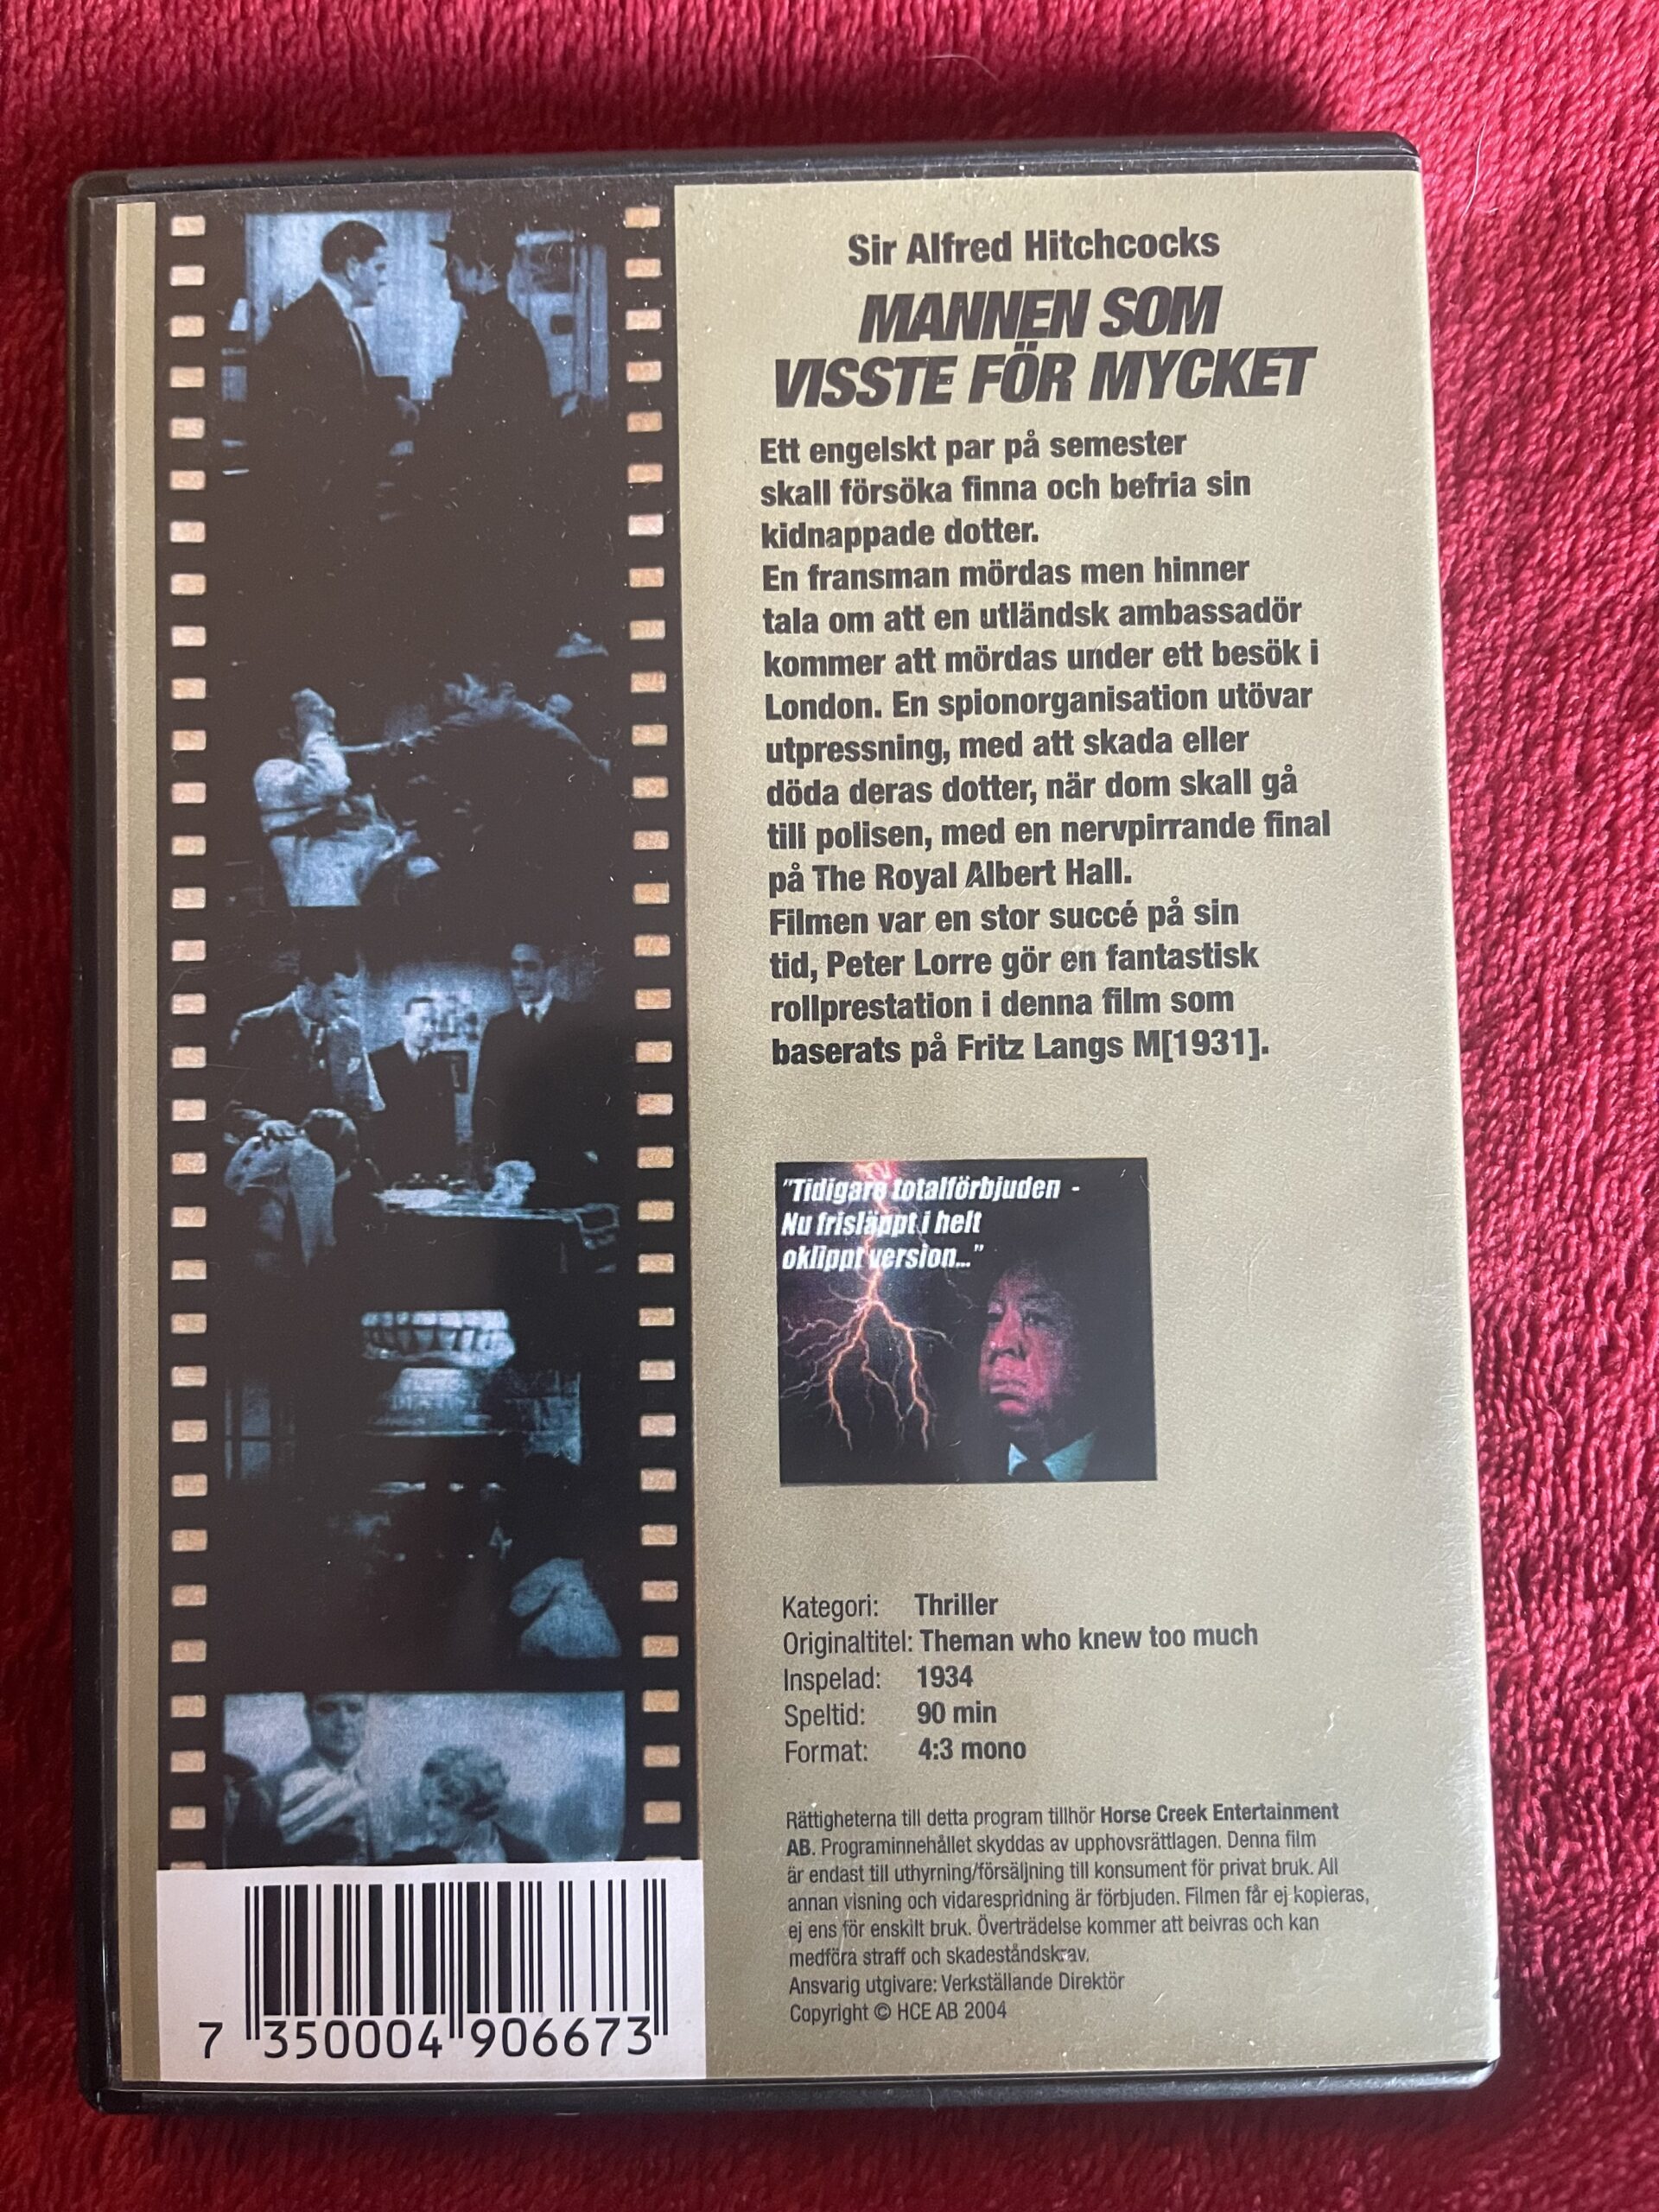 Sir Alfred Hitchcocks
MANNEN SOM
VISSTE FÖR MYCKET
Ett engelskt par på semester
skall försöka finna och befria sin
kidnappade dotter.
En fransman mördas men hinner
tala om att en utländsk ambassadör
kommer att mördas under ett besök i
London. En spionorganisation utövar
utpressning, med att skada eller
döda deras dotter, när dom skall gå
till polisen, med en nervpirrande final
på The Royal Albert Hall.
Filmen var en stor succé på sin
tid, Peter Lorre gör en fantastisk
rollprestation i denna film som
baserats på Fritz Langs M[1931].
"Tidigare totalförbjuden -
Nu frisläppt i helt
oklippt version..."
Kategori: Thriller
Originaltitel: Theman who knew too much
Inspelad: 1934
Speltid: 90 min
Format: 4:3 mono
Rättigheterna till detta program tillhör Horse Creek Entertainment
AB. Programinnehållet skyddas av upphovsrättlagen. Denna film
är endast till uthyrning/försäljning till konsument för privat bruk. All
annan visning och vidarespridning är förbjuden. Filmen får ej kopieras,
ej ens för enskilt bruk. Överträdelse kommer att beivras och kan
medföra straff och skadeståndskrav.
Ansvarig utgivare: Verkställande Direktör
Copyright © HCE AB 2004
7 350004 906673